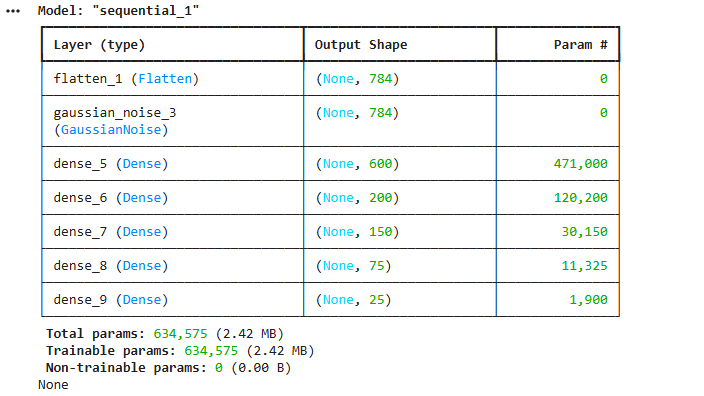 Model: "sequential_1"
Layer (type) Output Shape Param #
flatten_1 (Flatten) (None, 784) 0
gaussian_noise_3 (None, 784) 0
(GaussianNoise)
dense_5 (Dense) (None, 600) 471,000
dense_6 (Dense) (None, 200) 120,200
dense_7 (Dense) (None, 150) 30,150
dense_8 (Dense) (None, 75) 11,325
dense_9 (Dense) (None, 25) 1,900
Total params: 634,575 (2.42 MB)
Trainable params: 634,575 (2.42 MB)
Non-trainable params: 0 (0.00 B)
None